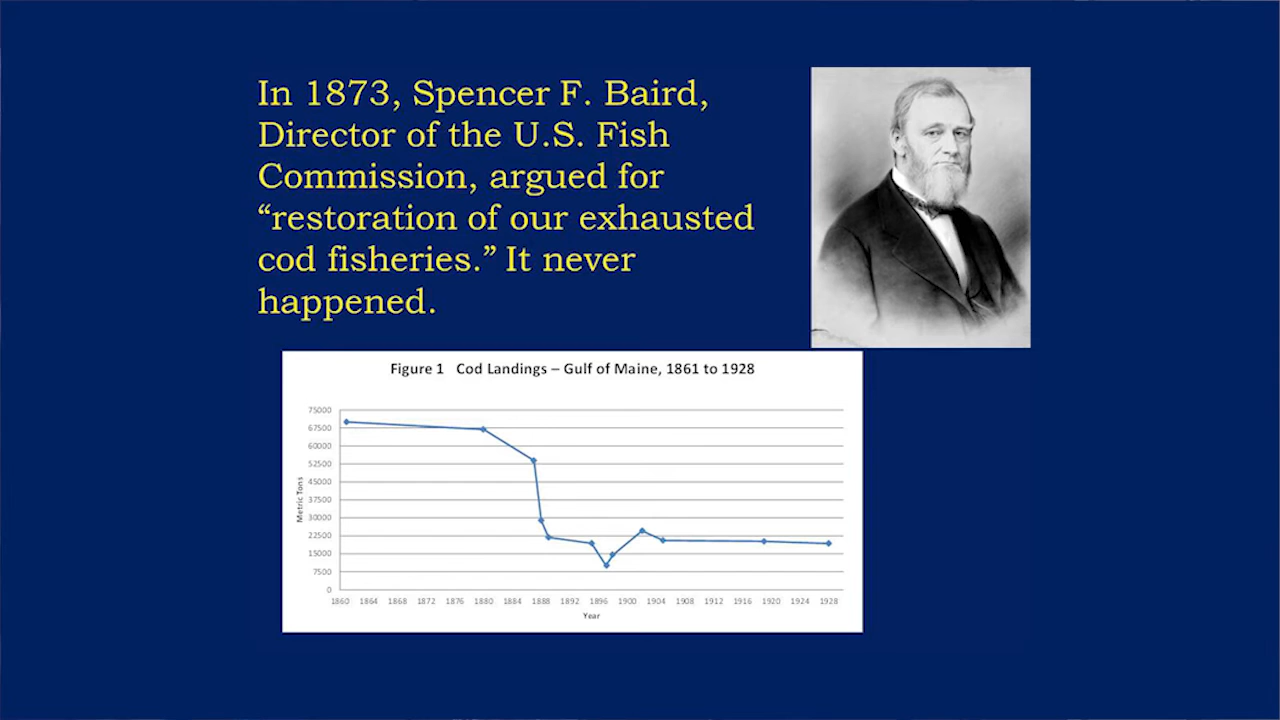 In 1873, Spencer F. Baird,
Director of the U.S. Fish
Commission, argued for
“restoration of our exhausted
cod fisheries.” It never
happened.
Figure 1 Cod Landings – Gulf of Maine, 1861 to 1928
75000
67500
60000
52500
45000
37500
30000
22500
15000
7500
0
Metric Tons
1860 1864 1868 1872 1876 1880 1884 1888 1892 1896 1900 1904 1908 1912 1916 1920 1924 1928
Year